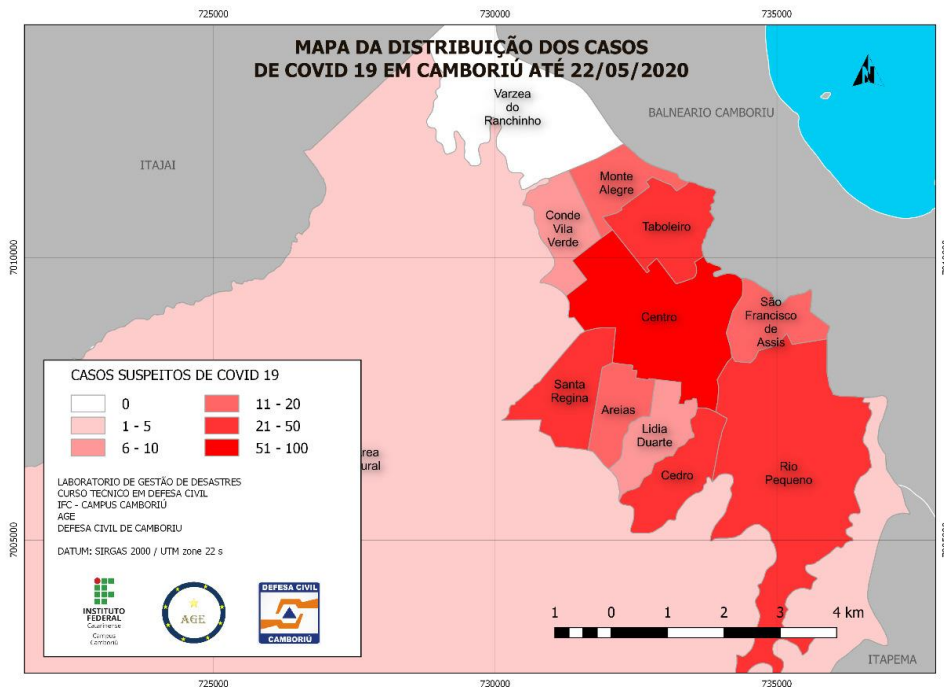 725000
730000
735000
MAPA DA DISTRIBUIÇÃO DOS CASOS
DE COVID 19 EM CAMBORIÚ ATÉ 22/05/2020
N
Varzea
do
Ranchinho
BALNEARIO CAMBORIU
ITAJAI
Monte
Alegre
Conde
Vila
Verde
Taboleiro
7010000
7010000
Centro
São
Francisco
de
Assis
CASOS SUSPEITOS DE COVID 19
0
11 - 20
1 - 5
21 - 50
6 - 10
51 - 100
Santa
Regina
Areias
Lidia
Duarte
Cedro
Rio
Pequeno
LABORATORIO DE GESTÃO DE DESASTRES
CURSO TECNICO EM DEFESA CIVIL
IFC - CAMPUS CAMBORIÚ
AGE
DEFESA CIVIL DE CAMBORIU
DATUM: SIRGAS 2000 / UTM zone 22 s
7005000
7005000
INSTITUTO
FEDERAL
Catarinense
Campus
Camboriú
AGE
DEFESA CIVIL
CAMBORIÚ
1 0 1 2 3 4 km
ITAPEMA
725000
730000
735000